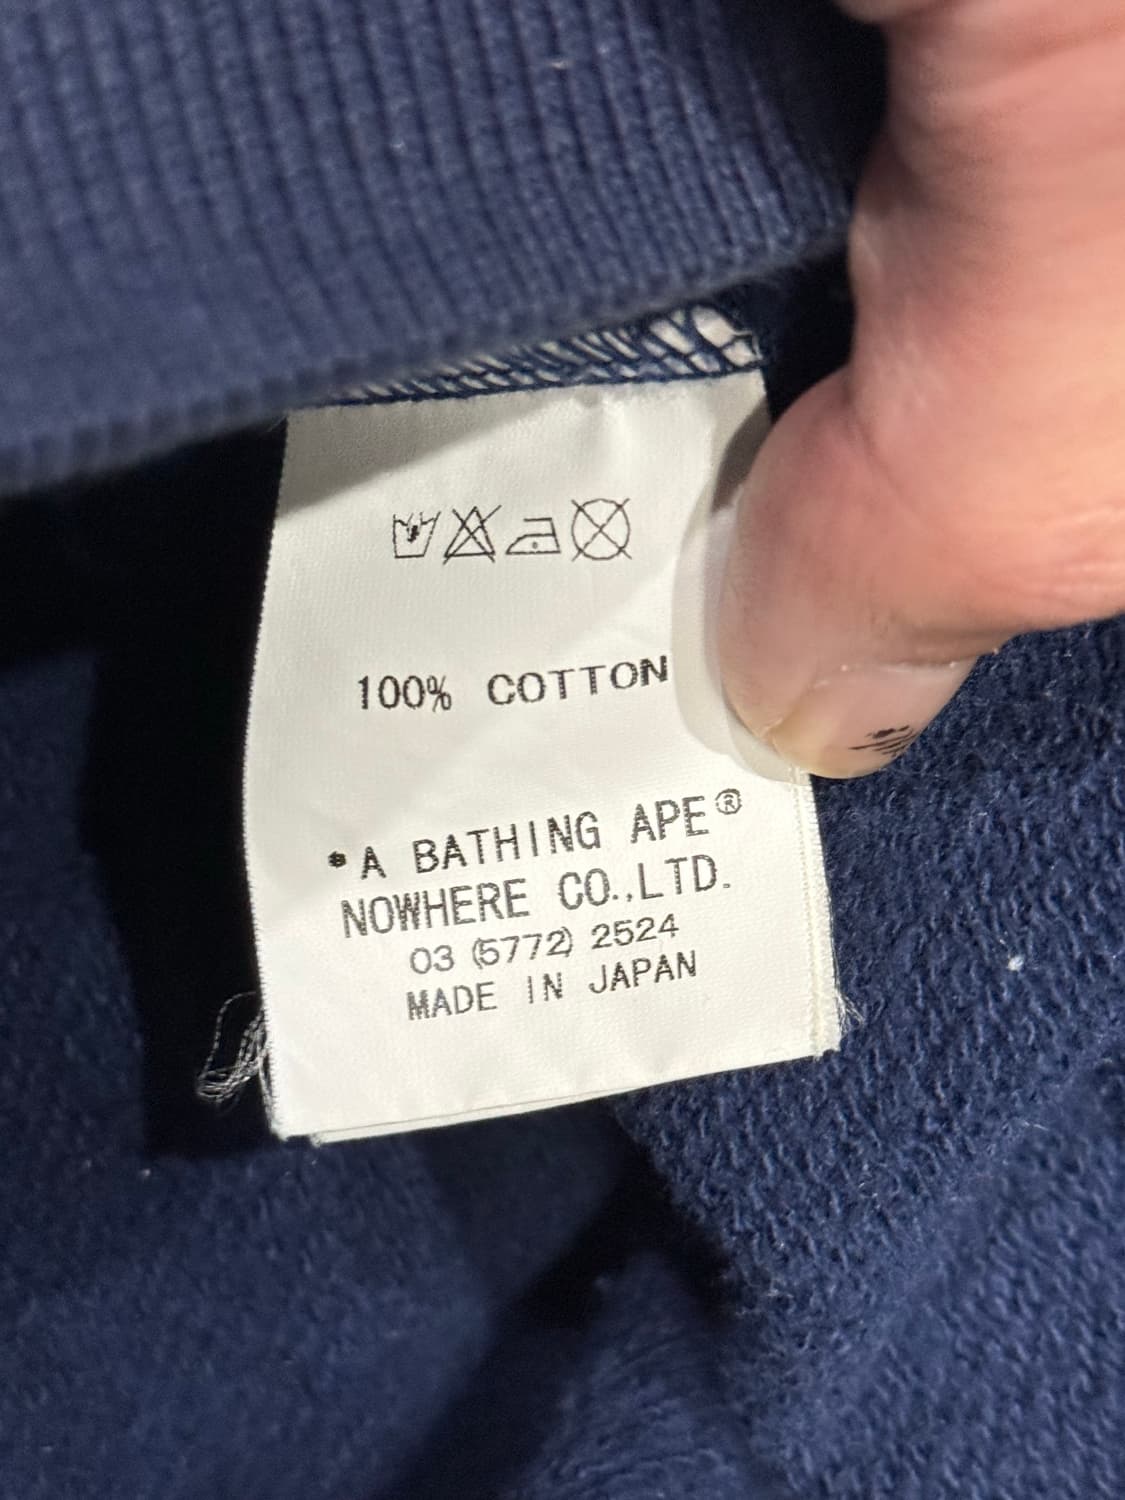 100% COTTON
*A BATHING APE®
NOWHERE CO.,LTD.
03 (5772) 2524
MADE IN JAPAN